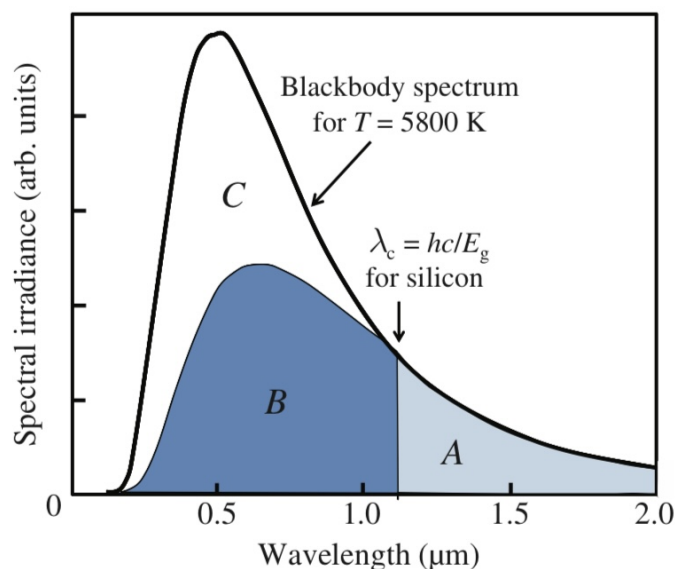 Spectral irradiance (arb. units)
Blackbody spectrum
for T = 5800 K
C
λc = hc/Eg
for silicon
B
A
0
0.5
1.0
1.5
2.0
Wavelength (μm)